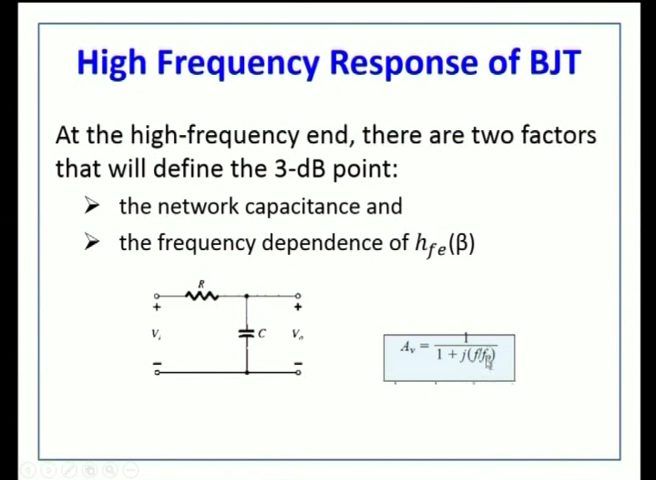 High Frequency Response of BJT
At the high-frequency end, there are two factors
that will define the 3-dB point:
➤ the network capacitance and
➤ the frequency dependence of h_fe(β)
R
+ +
V_i C V_o
− −
A_v = 1 / (1 + j(f/f₂))